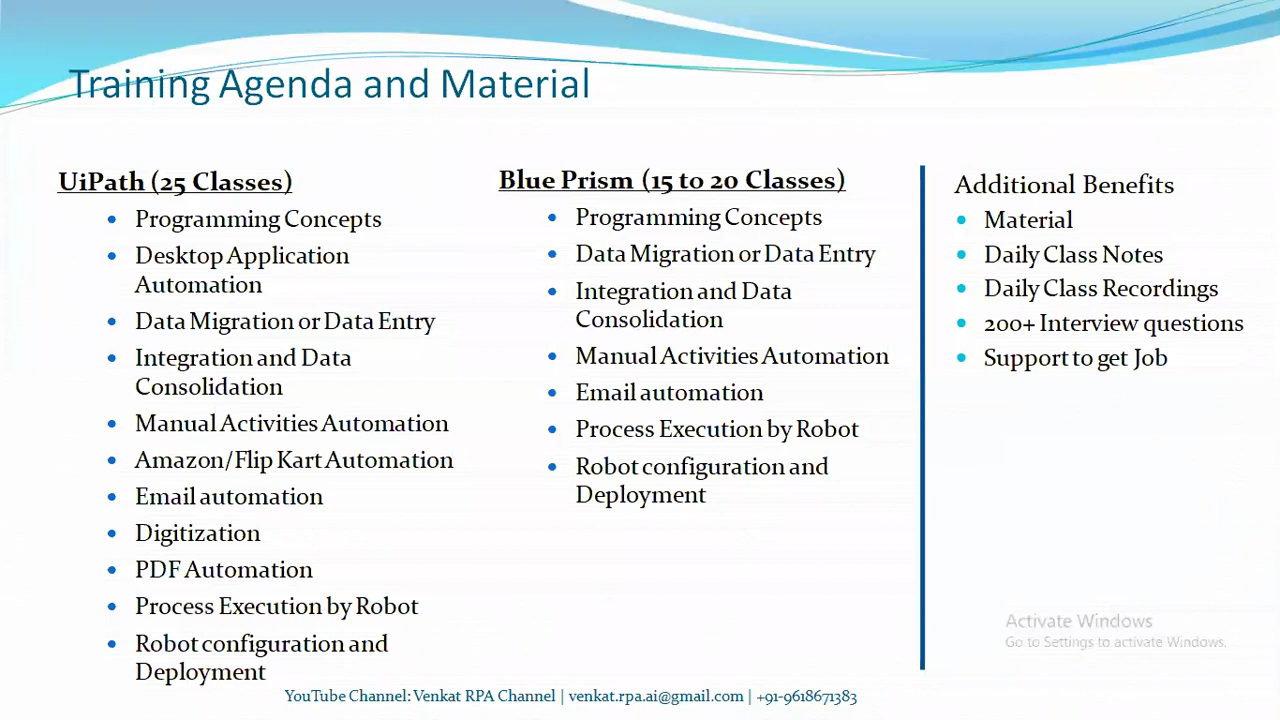 Training Agenda and Material
UiPath (25 Classes)
Programming Concepts
Desktop Application
Automation
Data Migration or Data Entry
Integration and Data
Consolidation
Manual Activities Automation
Amazon/Flip Kart Automation
Email automation
Digitization
PDF Automation
Process Execution by Robot
Robot configuration and
Deployment
Blue Prism (15 to 20 Classes)
Programming Concepts
Data Migration or Data Entry
Integration and Data
Consolidation
Manual Activities Automation
Email automation
Process Execution by Robot
Robot configuration and
Deployment
Additional Benefits
Material
Daily Class Notes
Daily Class Recordings
200+ Interview questions
Support to get Job
Activate Windows
Go to Settings to activate Windows.
YouTube Channel: Venkat RPA Channel | venkat.rpa.ai@gmail.com | +91-9618671383